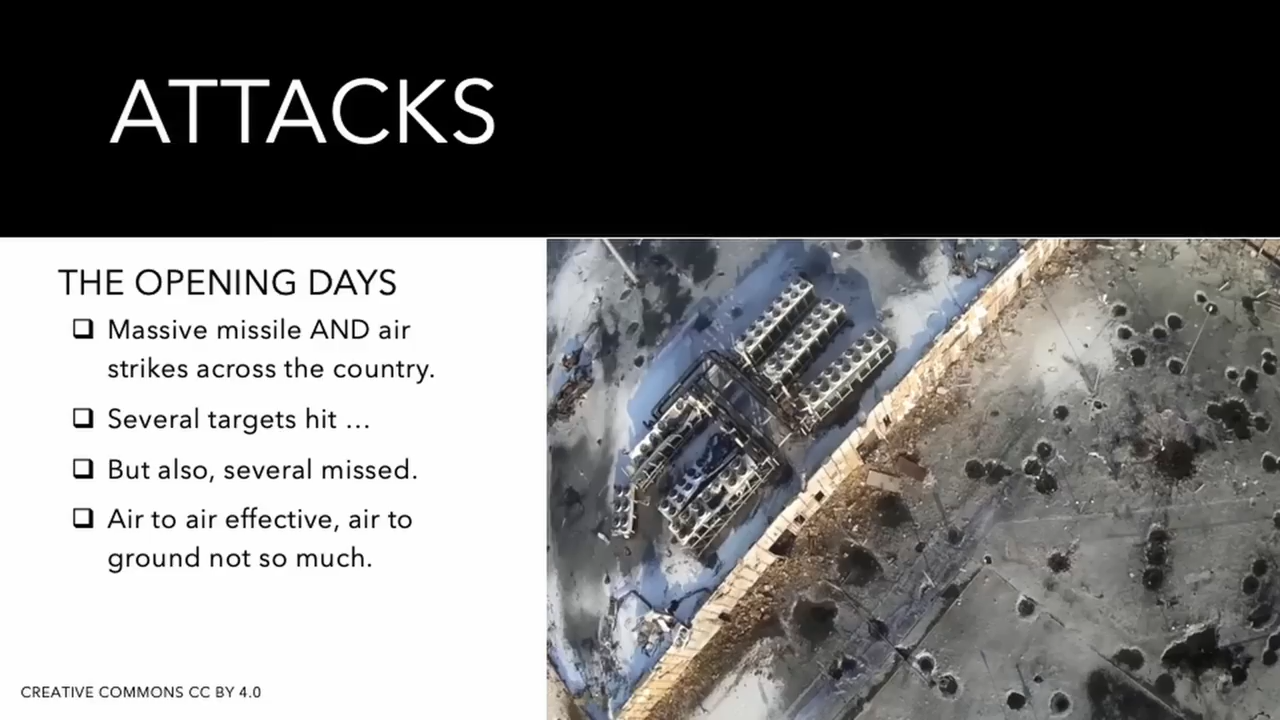 ATTACKS
THE OPENING DAYS
❑ Massive missile AND air
strikes across the country.
❑ Several targets hit …
❑ But also, several missed.
❑ Air to air effective, air to
ground not so much.
CREATIVE COMMONS CC BY 4.0